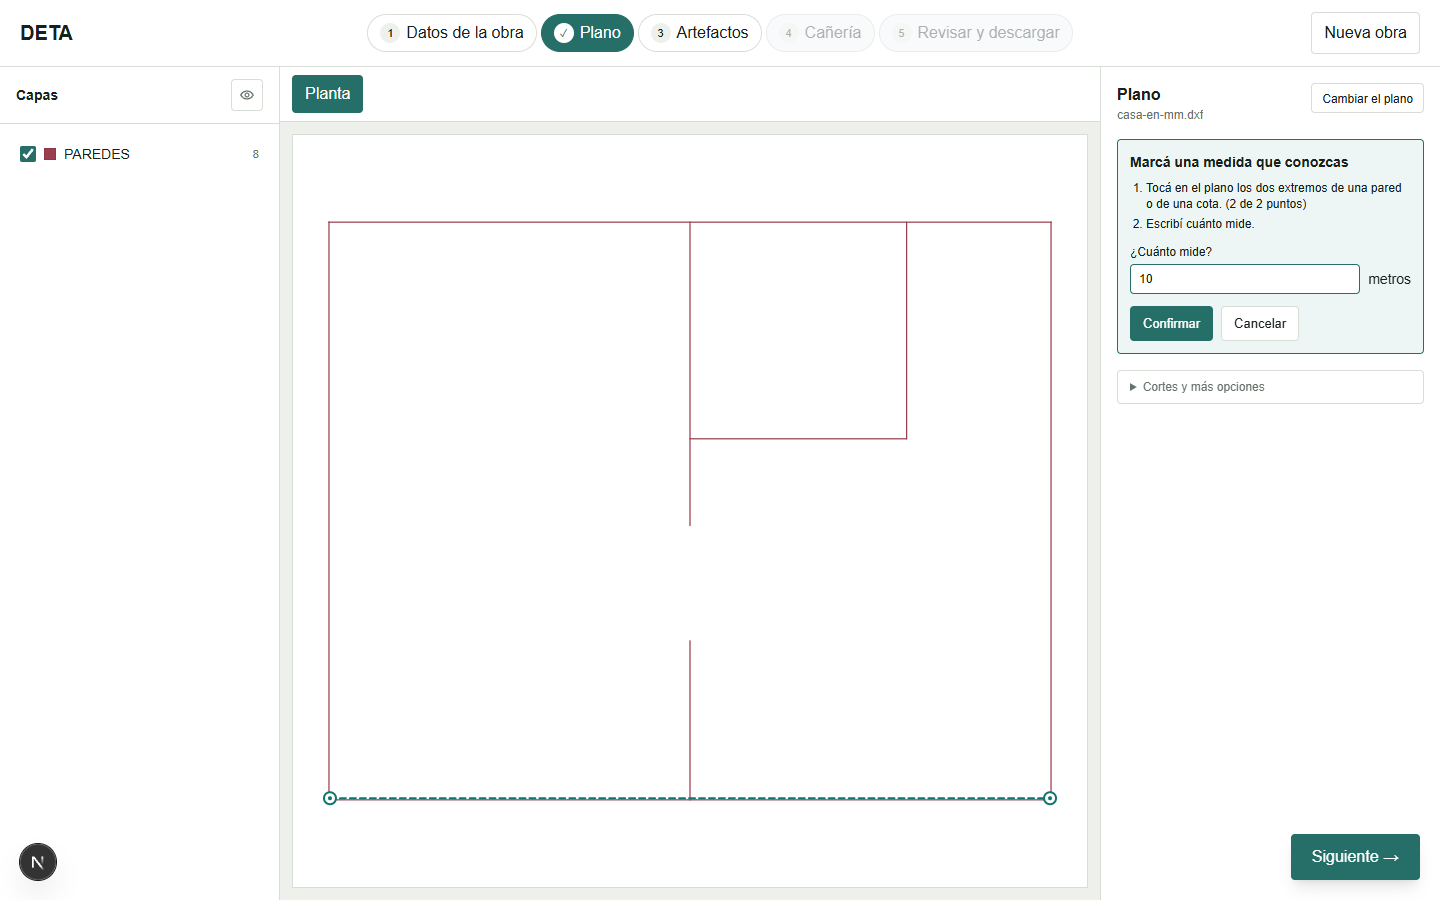 DETA
1 Datos de la obra
✓ Plano
3 Artefactos
4 Cañería
5 Revisar y descargar
Nueva obra
Capas
PAREDES 8
Planta
Plano
casa-en-mm.dxf
Cambiar el plano
Marcá una medida que conozcas
1. Tocá en el plano los dos extremos de una pared
o de una cota. (2 de 2 puntos)
2. Escribí cuánto mide.
¿Cuánto mide?
10 metros
Confirmar
Cancelar
▶ Cortes y más opciones
N
Siguiente →